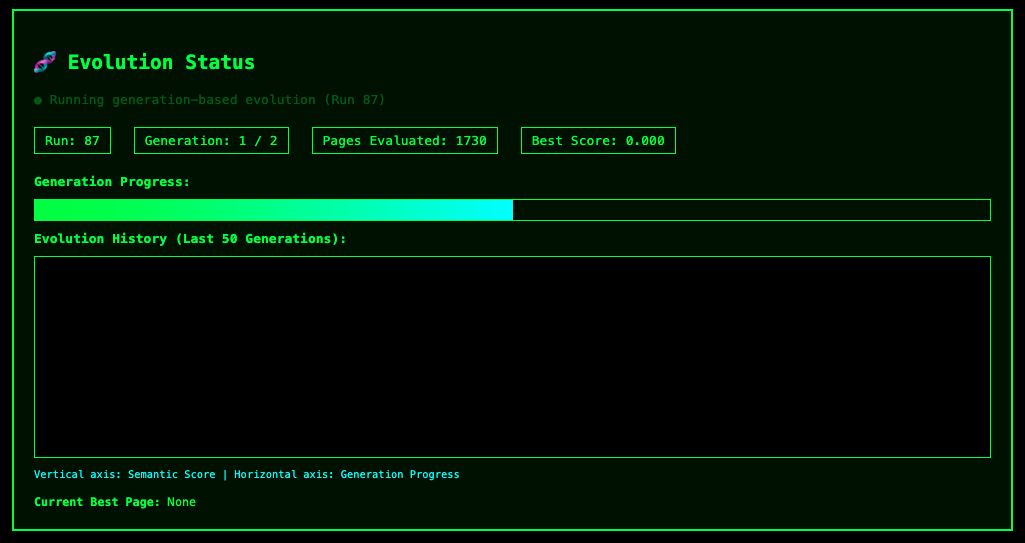 🧬 Evolution Status
● Running generation-based evolution (Run 87)
Run: 87 Generation: 1 / 2 Pages Evaluated: 1730 Best Score: 0.000
Generation Progress:
Evolution History (Last 50 Generations):
Vertical axis: Semantic Score | Horizontal axis: Generation Progress
Current Best Page: None